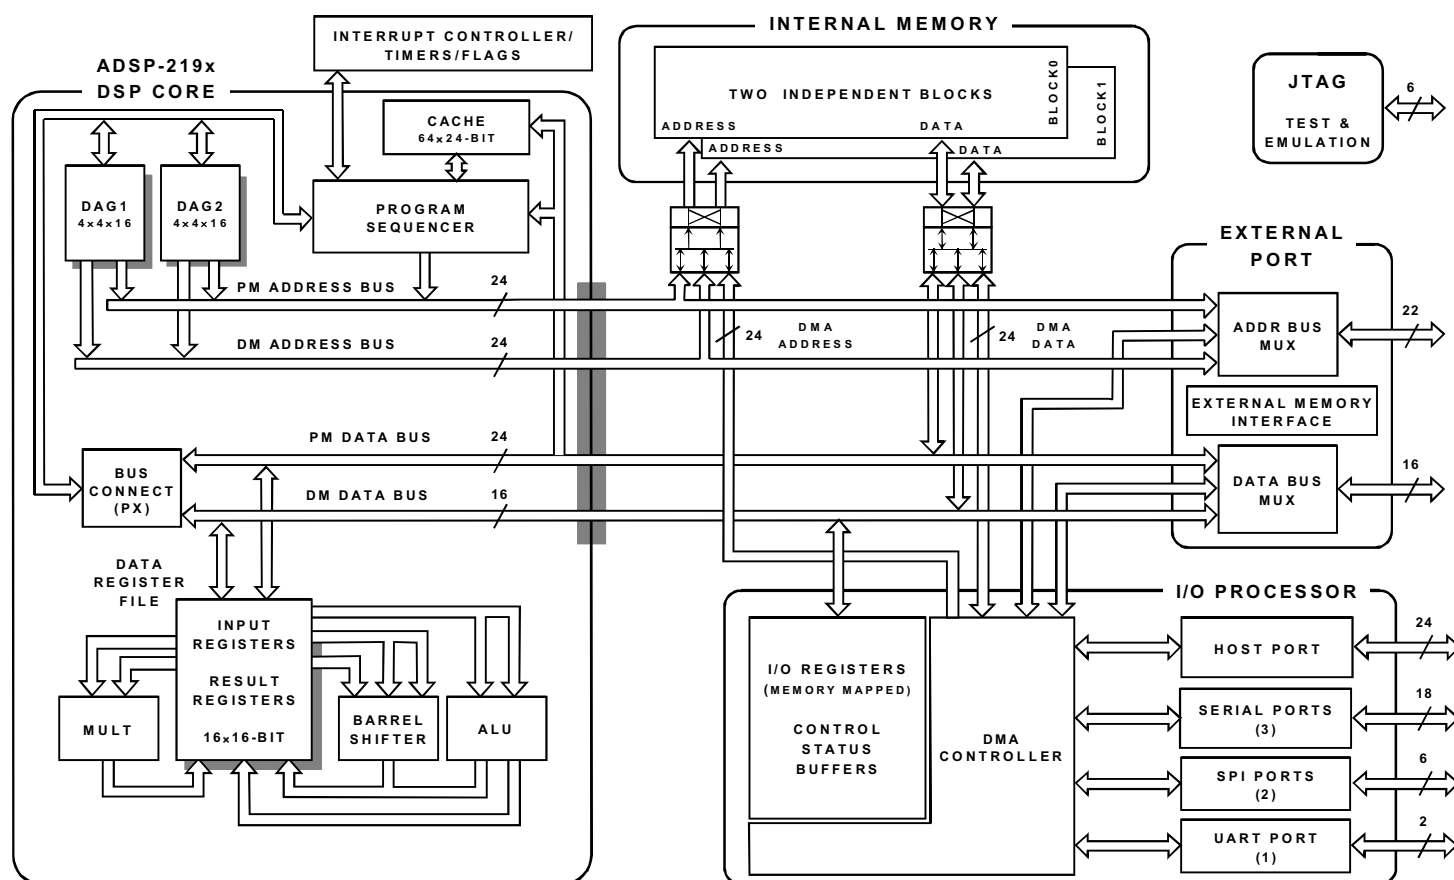 INTERNAL MEMORY
INTERRUPT CONTROLLER/
TIMERS/FLAGS
ADSP-219x
DSP CORE
CACHE
64x24-BIT
TWO INDEPENDENT BLOCKS
BLOCK0
BLOCK1
ADDRESS
DATA
ADDRESS
DATA
JTAG
TEST &
EMULATION
6
DAG1
4x4x16
DAG2
4x4x16
PROGRAM
SEQUENCER
EXTERNAL
PORT
PM ADDRESS BUS
24
DM ADDRESS BUS
24
24
DMA
ADDRESS
24
DMA
DATA
ADDR BUS
MUX
22
EXTERNAL MEMORY
INTERFACE
PM DATA BUS
24
BUS
CONNECT
(PX)
DM DATA BUS
16
DATA BUS
MUX
16
DATA
REGISTER
FILE
INPUT
REGISTERS
RESULT
REGISTERS
16x16-BIT
MULT
BARREL
SHIFTER
ALU
I/O PROCESSOR
I/O REGISTERS
(MEMORY MAPPED)
CONTROL
STATUS
BUFFERS
DMA
CONTROLLER
HOST PORT
24
SERIAL PORTS
(3)
18
SPI PORTS
(2)
6
UART PORT
(1)
2